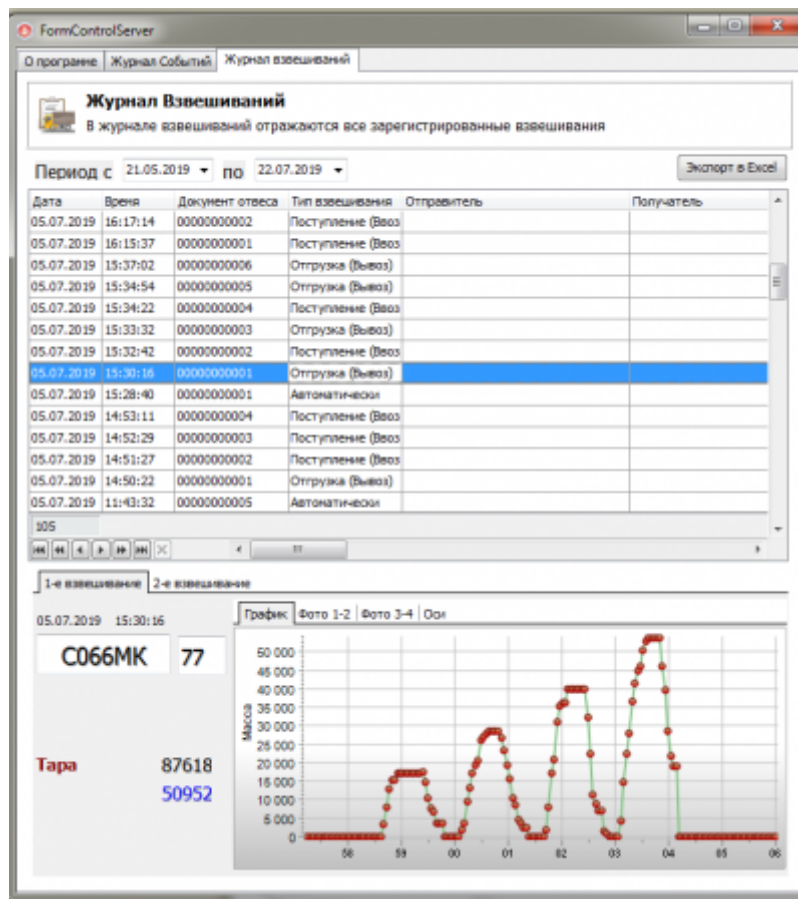 FormControlServer
О программе Журнал Событий Журнал взвешиваний
Журнал Взвешиваний
В журнале взвешиваний отражаются все зарегистрированные взвешивания
Период с 21.05.2019 по 22.07.2019 Экспорт в Excel
Дата Время Документ отвеса Тип взвешивания Отправитель Получатель
05.07.2019 16:17:14 00000000002 Поступление (Ввоз
05.07.2019 16:15:37 00000000001 Поступление (Ввоз
05.07.2019 15:37:02 00000000006 Отгрузка (Вывоз)
05.07.2019 15:34:54 00000000005 Отгрузка (Вывоз)
05.07.2019 15:34:22 00000000004 Поступление (Ввоз
05.07.2019 15:33:32 00000000003 Отгрузка (Вывоз)
05.07.2019 15:32:42 00000000002 Поступление (Ввоз
05.07.2019 15:30:16 00000000001 Отгрузка (Вывоз)
05.07.2019 15:28:40 00000000001 Автоматически
05.07.2019 14:53:11 00000000004 Поступление (Ввоз
05.07.2019 14:52:29 00000000003 Поступление (Ввоз
05.07.2019 14:51:27 00000000002 Поступление (Ввоз
05.07.2019 14:50:22 00000000001 Отгрузка (Вывоз)
05.07.2019 11:43:32 00000000005 Автоматически
105
1-е взвешивание 2-е взвешивание
05.07.2019 15:30:16
График Фото 1-2 Фото 3-4 Оси
С066МК 77
Тара 87618
50952
Масса
50 000
45 000
40 000
35 000
30 000
25 000
20 000
15 000
10 000
5 000
0
58 59 00 01 02 03 04 05 06